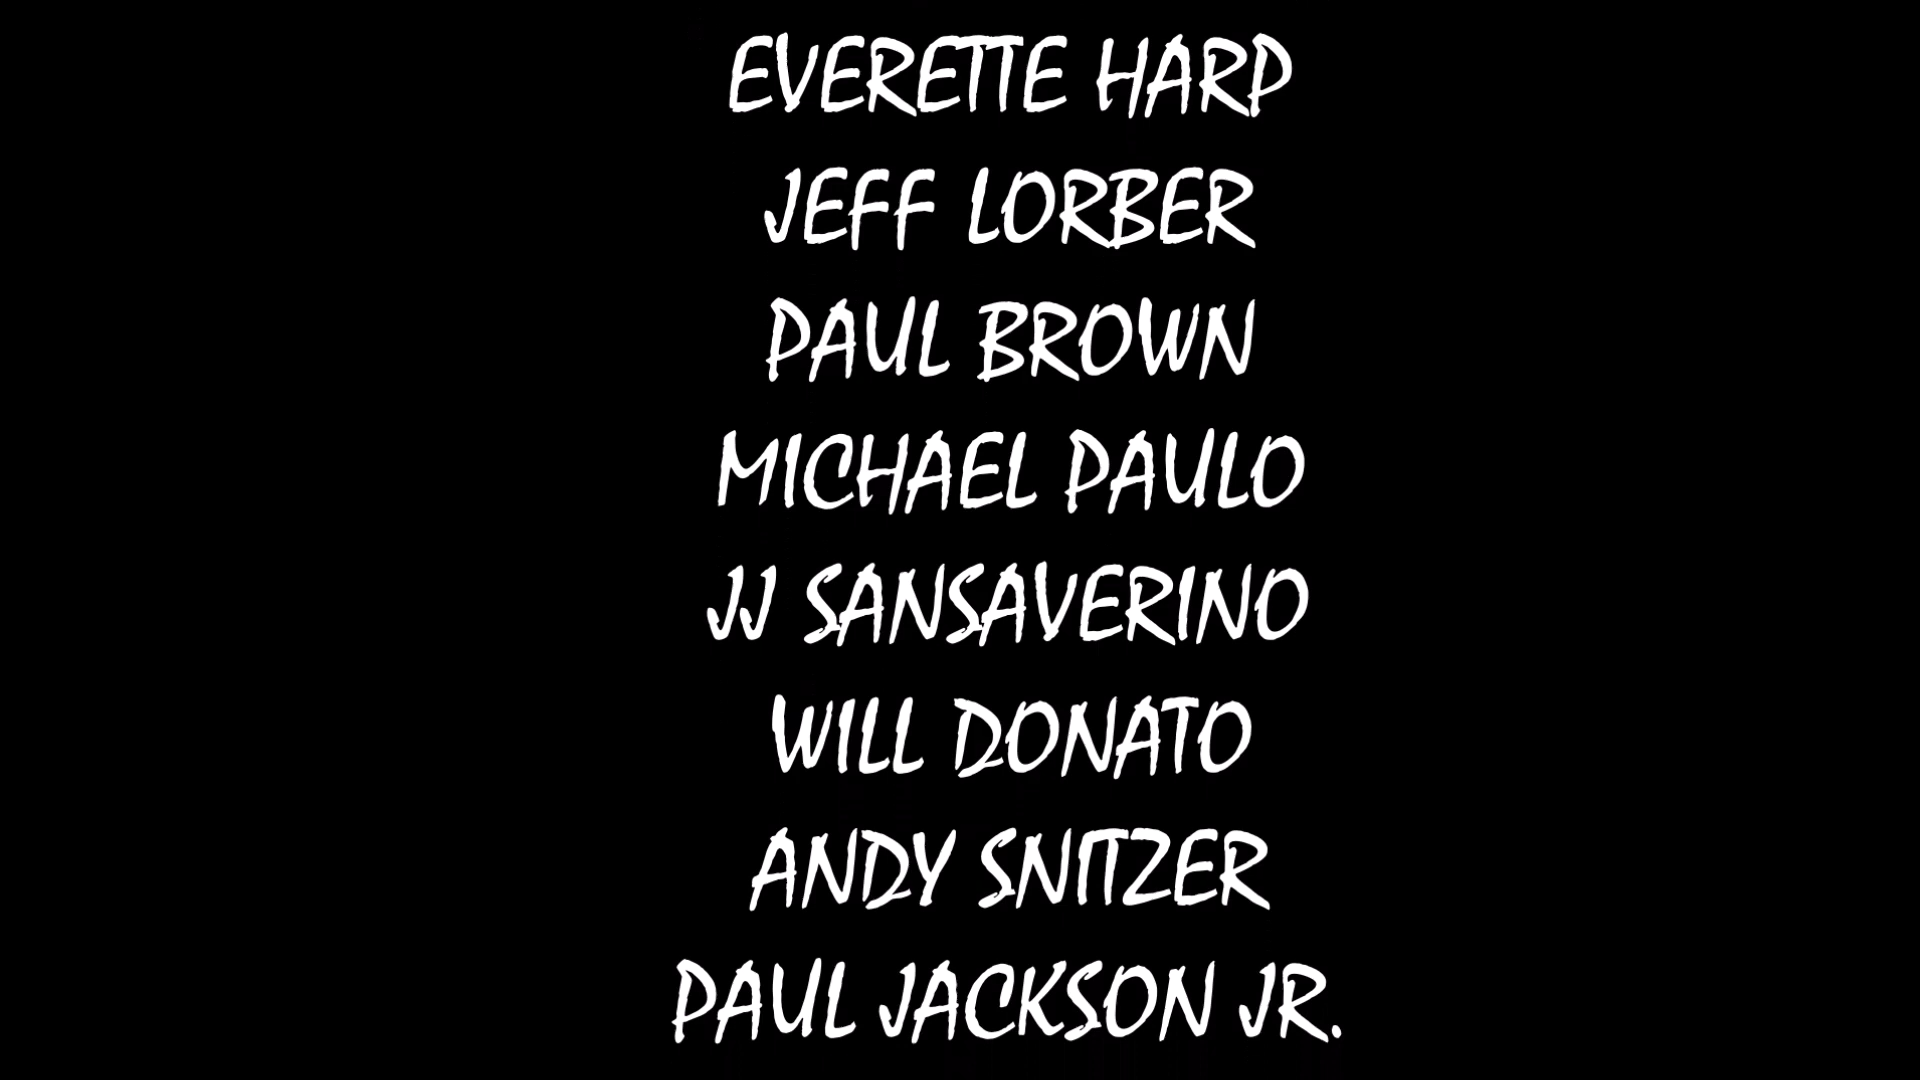 EVERETTE HARP
JEFF LORBER
PAUL BROWN
MICHAEL PAULO
JJ SANSAVERINO
WILL DONATO
ANDY SNITZER
PAUL JACKSON JR.